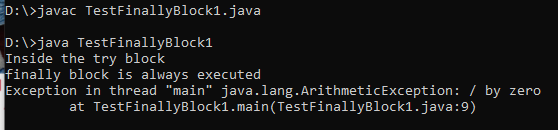 D:\>javac TestFinallyBlock1.java
D:\>java TestFinallyBlock1
Inside the try block
finally block is always executed
Exception in thread "main" java.lang.ArithmeticException: / by zero
        at TestFinallyBlock1.main(TestFinallyBlock1.java:9)